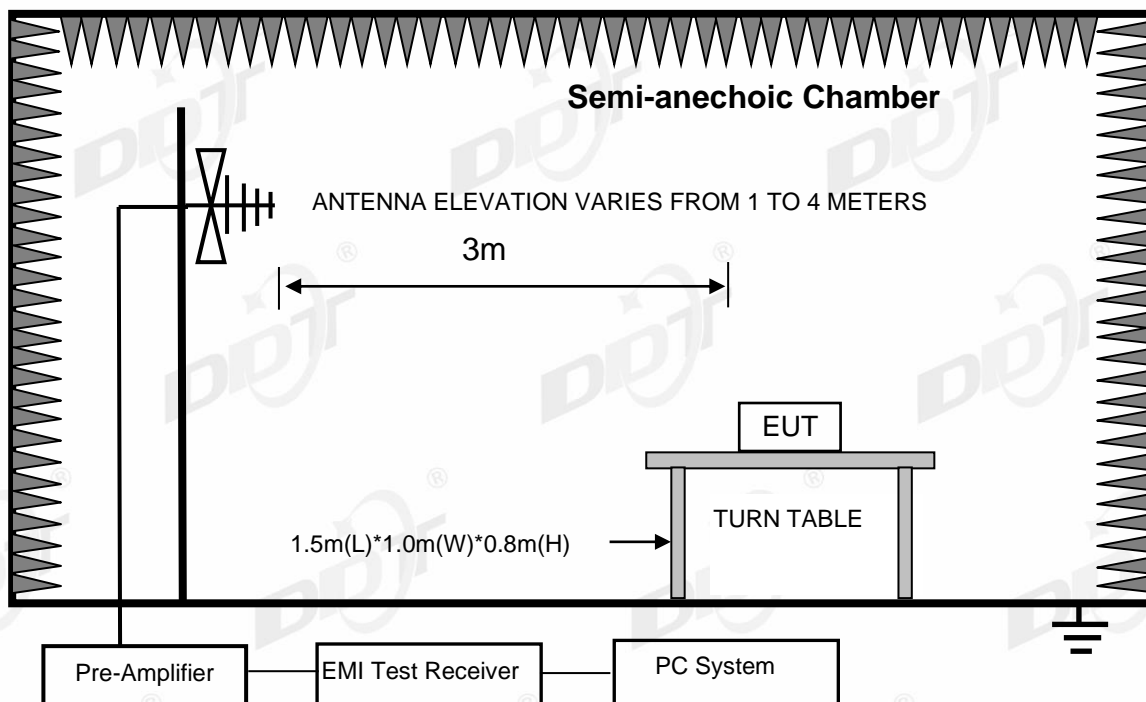 Semi-anechoic Chamber
ANTENNA ELEVATION VARIES FROM 1 TO 4 METERS
3m
EUT
TURN TABLE
1.5m(L)*1.0m(W)*0.8m(H)
Pre-Amplifier
EMI Test Receiver
PC System